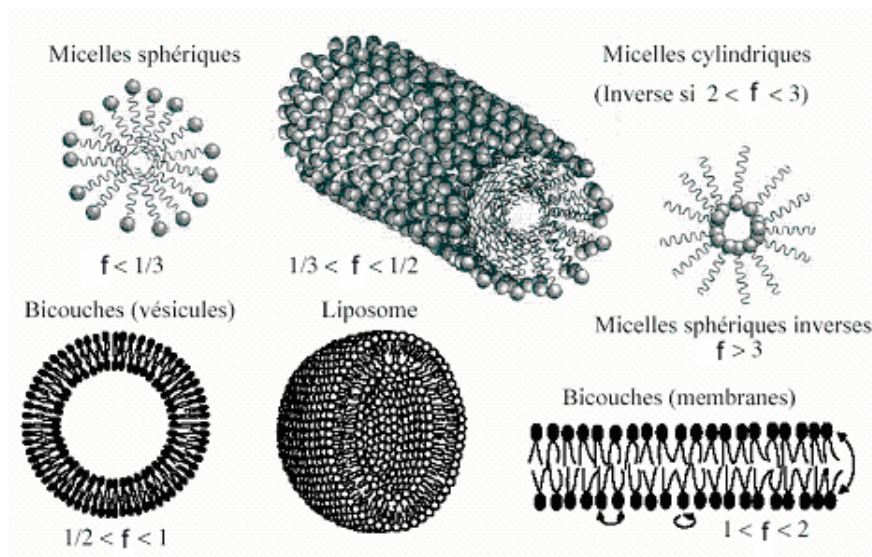 Micelles sphériques
Micelles cylindriques
(Inverse si 2 < f < 3)
f < 1/3
1/3 < f < 1/2
Micelles sphériques inverses
f > 3
Bicouches (vésicules)
Liposome
Bicouches (membranes)
1/2 < f < 1
1 < f < 2